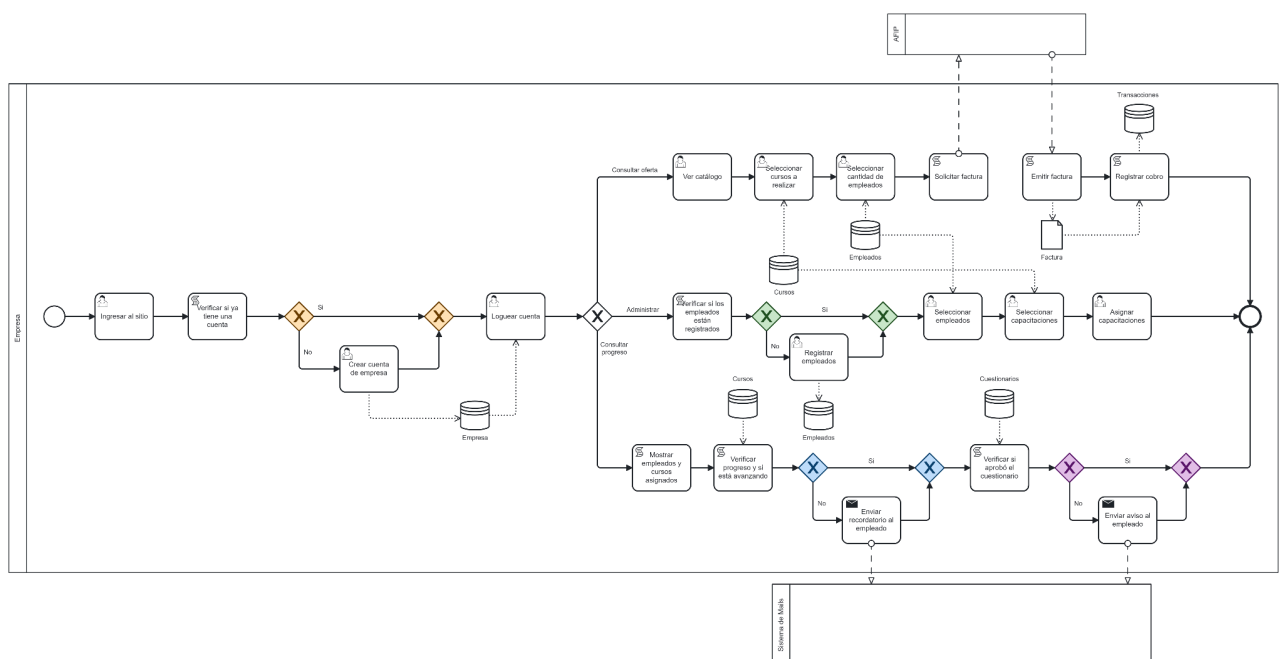 AFIP
Empresa
Transacciones
Consultar oferta
Ver catálogo
Seleccionar
cursos a
realizar
Seleccionar
cantidad de
empleados
Solicitar factura
Emitir factura
Registrar cobro
Empleados
Factura
Cursos
Ingresar al sitio
Verificar si ya
tiene una
cuenta
Si
No
Crear cuenta
de empresa
Empresa
Loguear cuenta
Administrar
Consultar
progreso
Verificar si los
empleados
están
registrados
Si
No
Registrar
empleados
Empleados
Seleccionar
empleados
Seleccionar
capacitaciones
Asignar
capacitaciones
Cursos
Cuestionarios
Mostrar
empleados y
cursos
asignados
Verificar
progreso y si
está avanzando
Si
No
Enviar
recordatorio al
empleado
Verificar si
aprobó el
cuestionario
Si
No
Enviar aviso al
empleado
Sistema de Mails